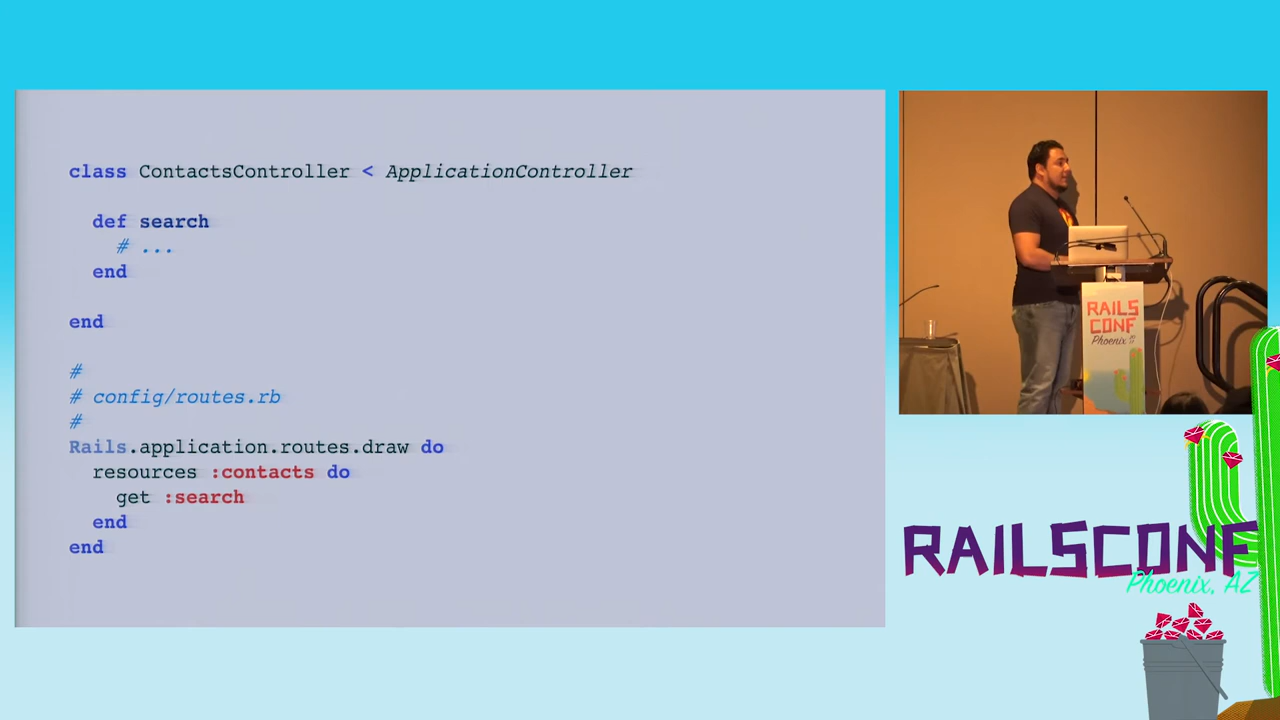 class ContactsController < ApplicationController
def search
# ...
end
end
#
# config/routes.rb
#
Rails.application.routes.draw do
resources :contacts do
get :search
end
end
RAILS
CONF
Phoenix AZ
RAILSCONF
Phoenix, AZ